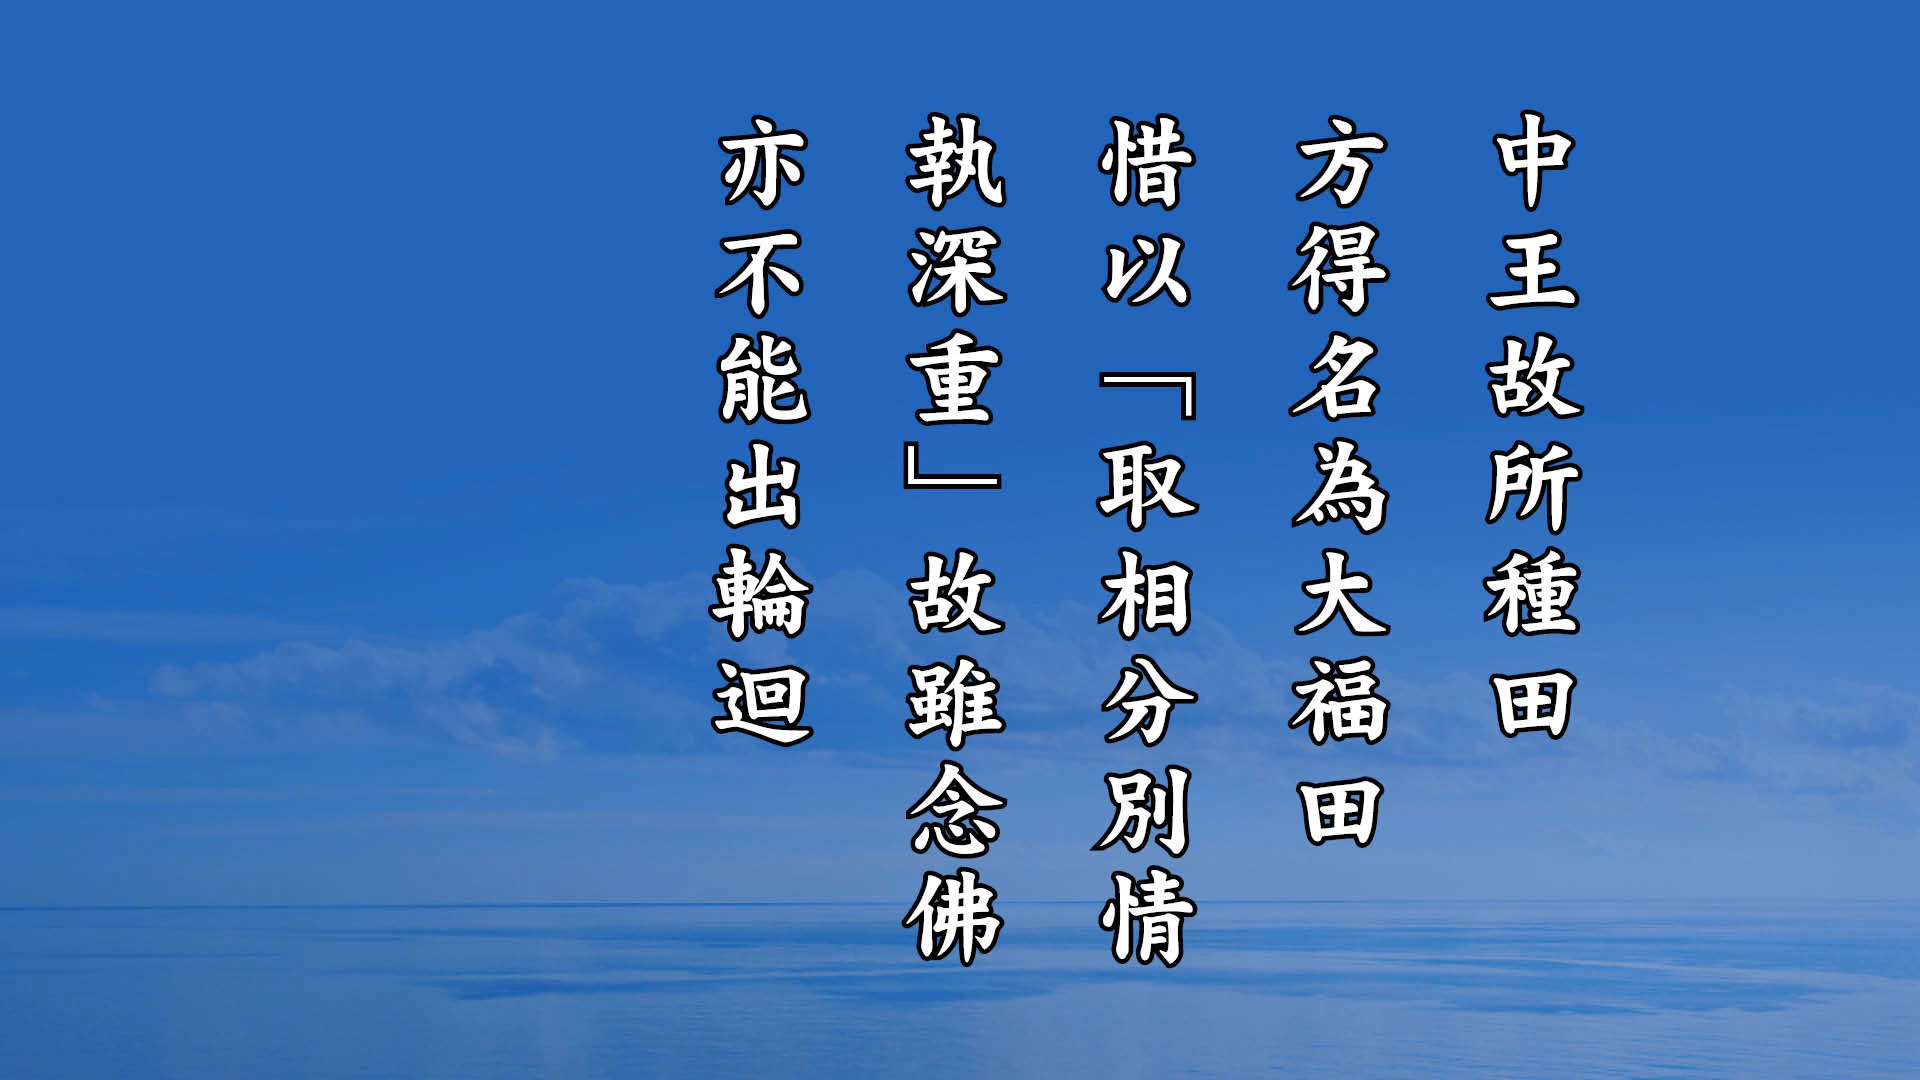 中王故所種田
方得名為大福田
惜以「取相分別情
執深重」故雖念佛
亦不能出輪迴